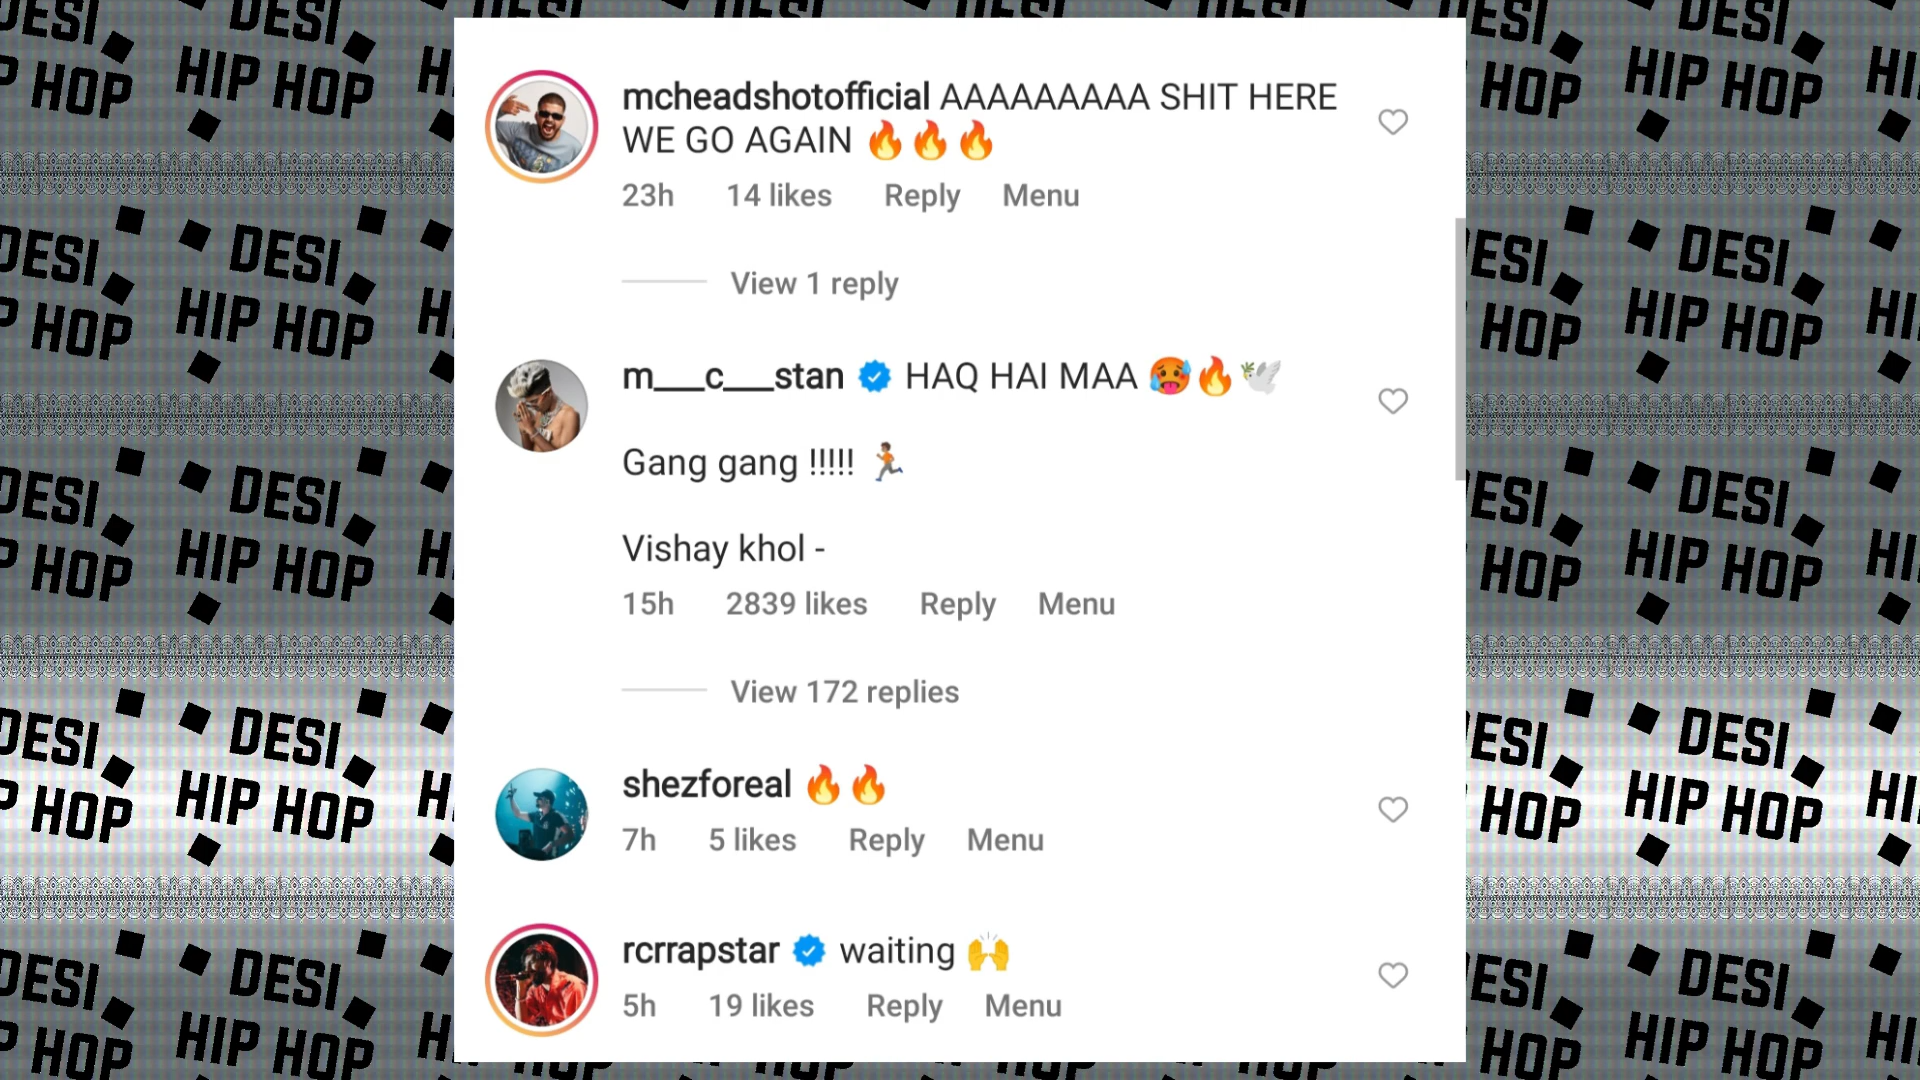 mcheadshotofficial AAAAAAAAA SHIT HERE
WE GO AGAIN 🔥🔥🔥
23h 14 likes Reply Menu
View 1 reply
m___c___stan HAQ HAI MAA 🥵🔥🕊️
Gang gang !!!!! 🏃🏽
Vishay khol -
15h 2839 likes Reply Menu
View 172 replies
shezforeal 🔥🔥
7h 5 likes Reply Menu
rcrrapstar waiting 🙌
5h 19 likes Reply Menu
DESI
HIP HOP